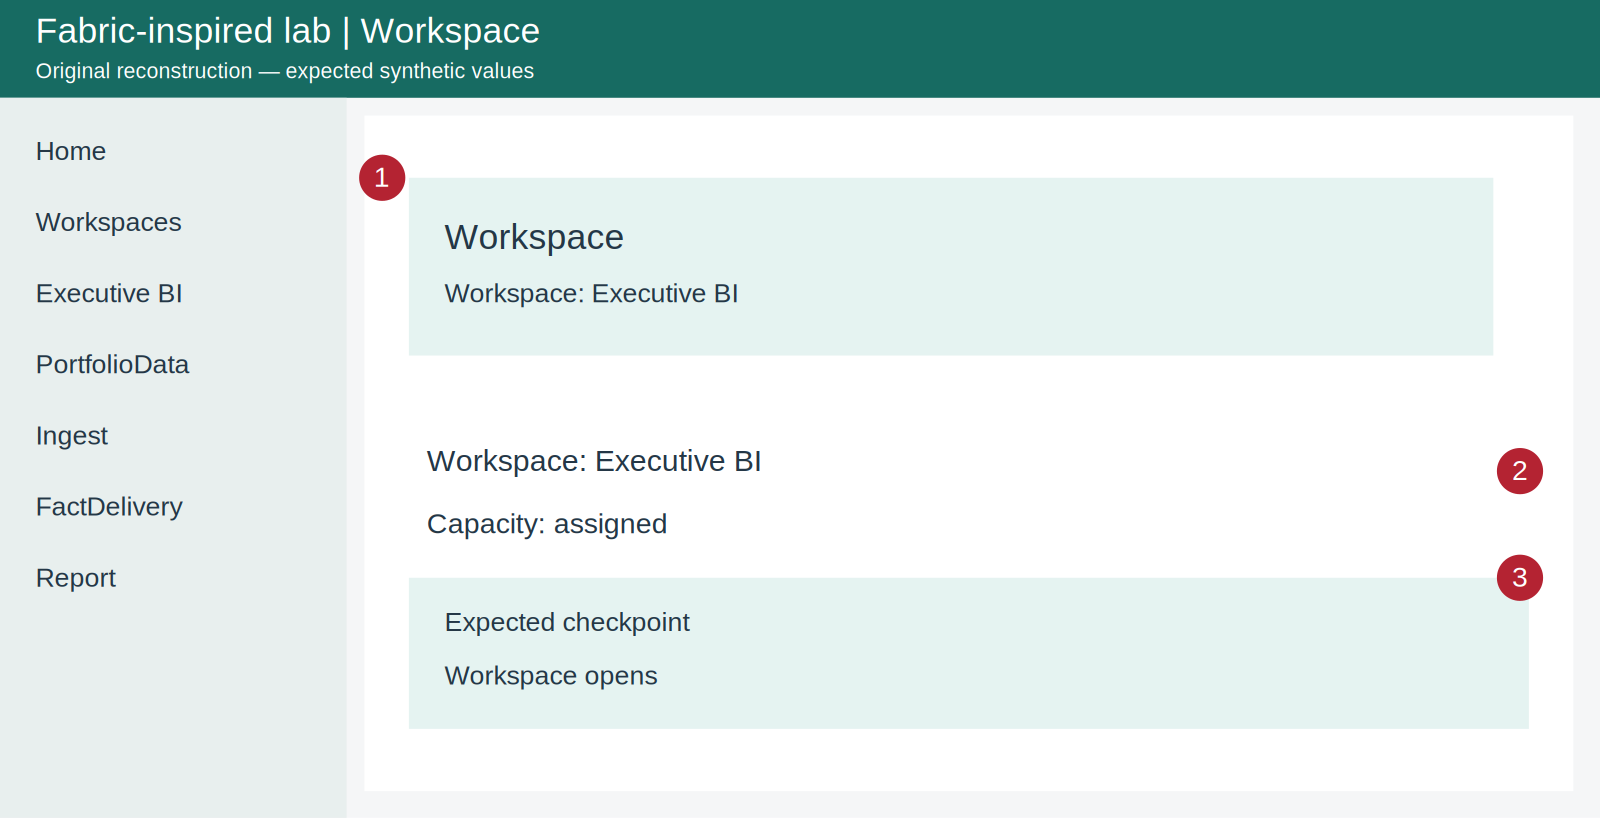 Fabric-inspired lab | Workspace
Original reconstruction — expected synthetic values
Home
Workspaces
Executive BI
PortfolioData
Ingest
FactDelivery
Report
1
Workspace
Workspace: Executive BI
Workspace: Executive BI
2
Capacity: assigned
3
Expected checkpoint
Workspace opens